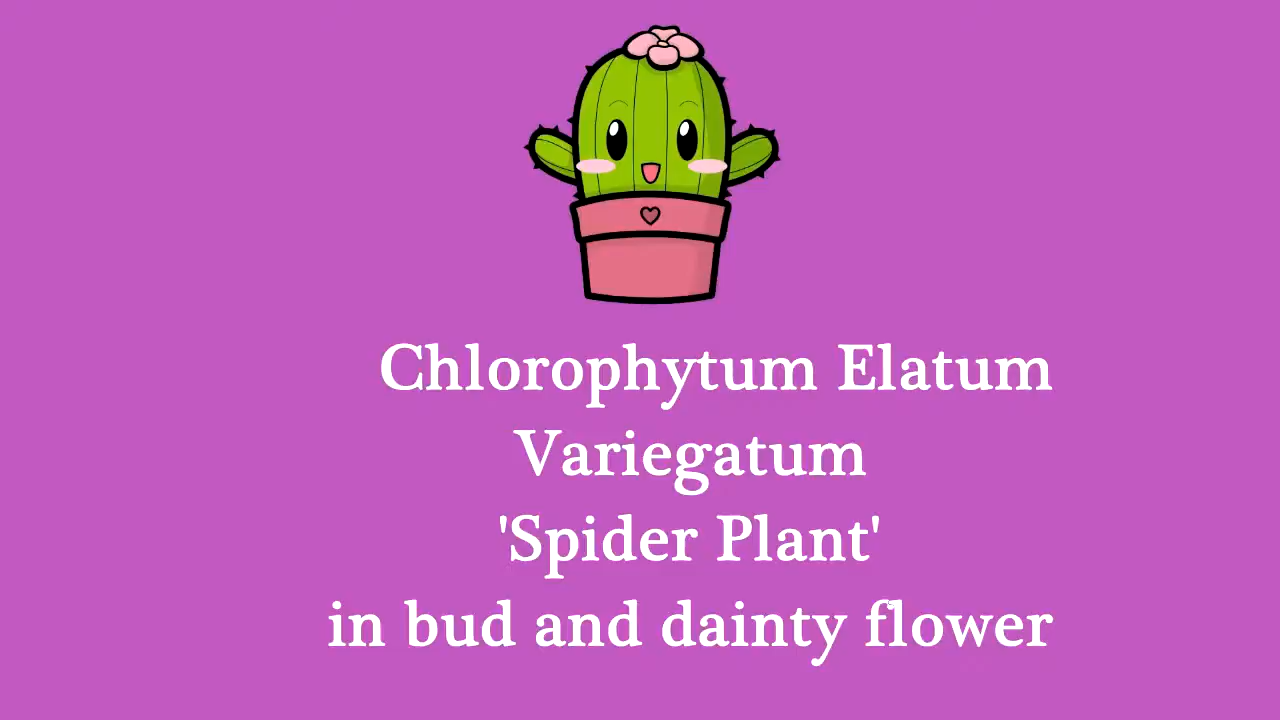 Chlorophytum Elatum
Variegatum
'Spider Plant'
in bud and dainty flower